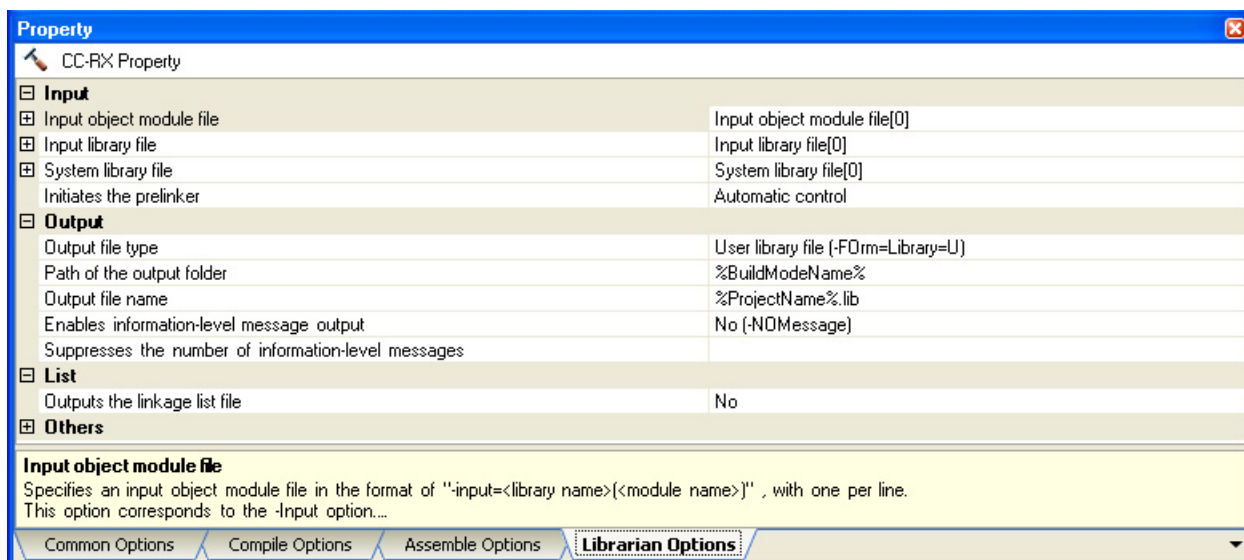 Property
CC-RX Property
Input
Input object module file Input object module file[0]
Input library file Input library file[0]
System library file System library file[0]
Initiates the prelinker Automatic control
Output
Output file type User library file (-FOrm=Library=U)
Path of the output folder %BuildModeName%
Output file name %ProjectName%.lib
Enables information-level message output No (-NOMessage)
Suppresses the number of information-level messages
List
Outputs the linkage list file No
Others
Input object module file
Specifies an input object module file in the format of "-input=<library name>(<module name>)" , with one per line.
This option corresponds to the -Input option....
Common Options Compile Options Assemble Options Librarian Options